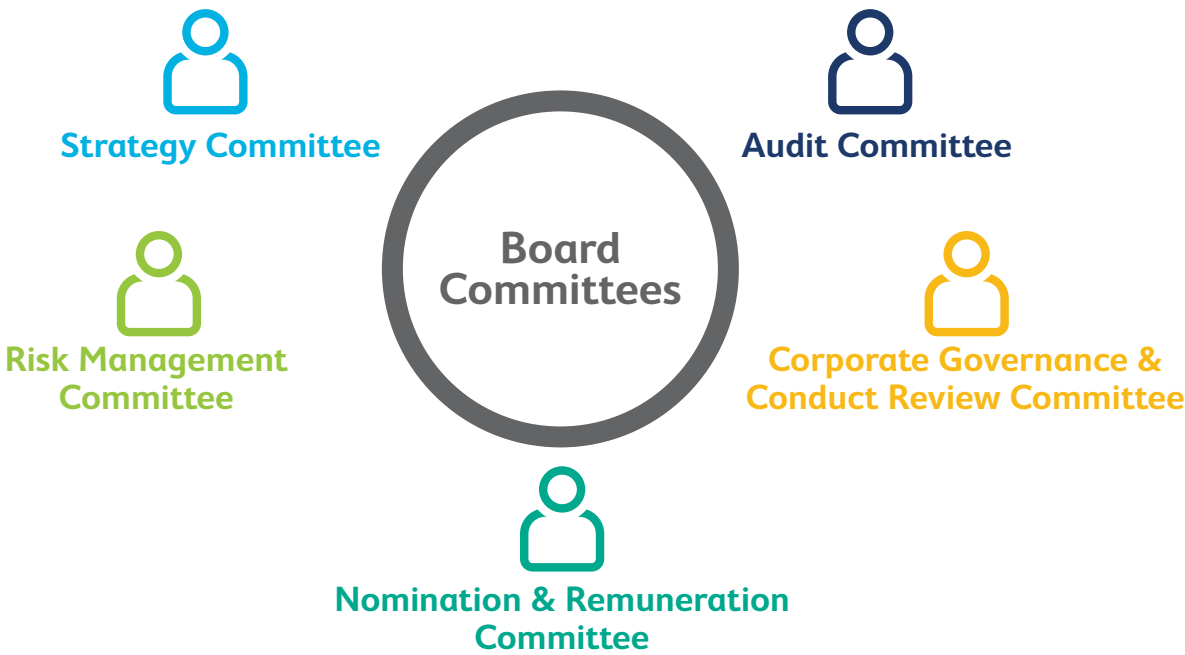 Strategy Committee
Audit Committee
Board
Committees
Risk Management
Committee
Corporate Governance &
Conduct Review Committee
Nomination & Remuneration
Committee